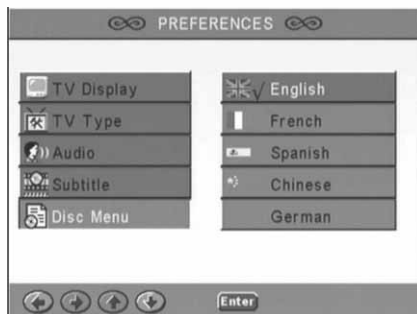 PREFERENCES
TV Display
TV Type
Audio
Subtitle
Disc Menu
English
French
Spanish
Chinese
German
Enter